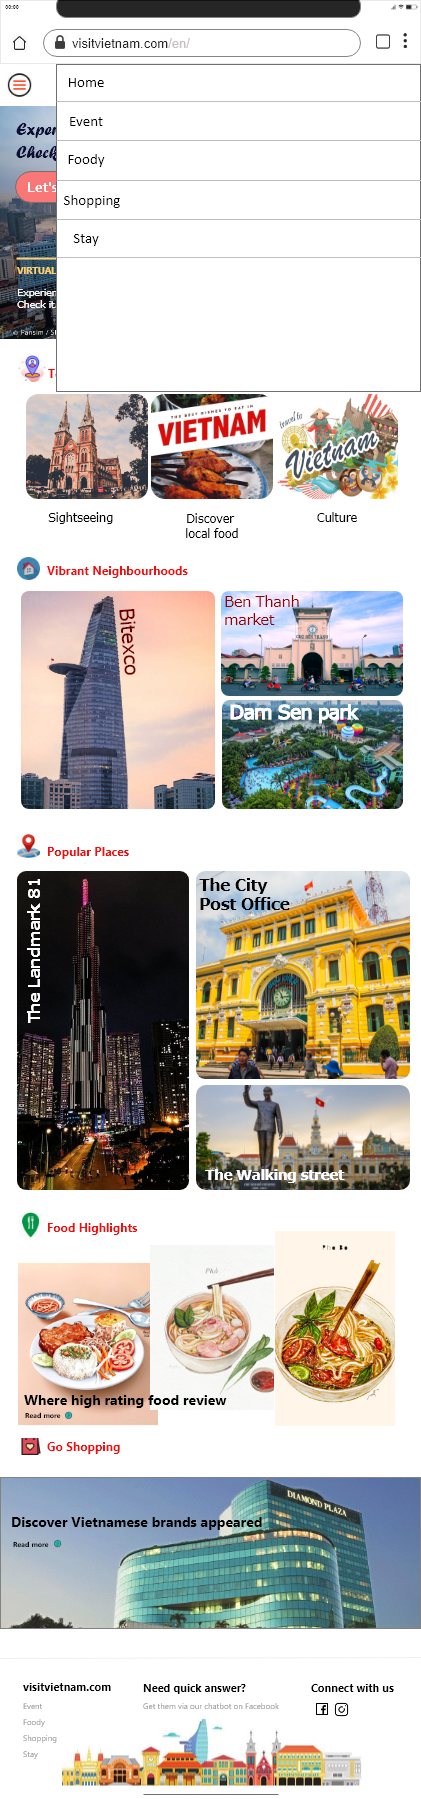 00:00
visitvietnam.com/en/
Home
Event
Foody
Shopping
Stay
Exper
Check
Let's
VIRTUAL
Experien
Check it
© Pansim / S
THE BEST DISHES TO EAT IN
VIETNAM
travel to
Vietnam
Sightseeing
Discover
local food
Culture
Vibrant Neighbourhoods
Bitexco
Ben Thanh
market
Dam Sen park
Popular Places
The Landmark 81
The City
Post Office
The Walking street
Food Highlights
Phở
Pho Bo
Where high rating food review
Read more
Go Shopping
DIAMOND PLAZA
Discover Vietnamese brands appeared
Read more
visitvietnam.com
Event
Foody
Shopping
Stay
Need quick answer?
Get them via our chatbot on Facebook
Connect with us